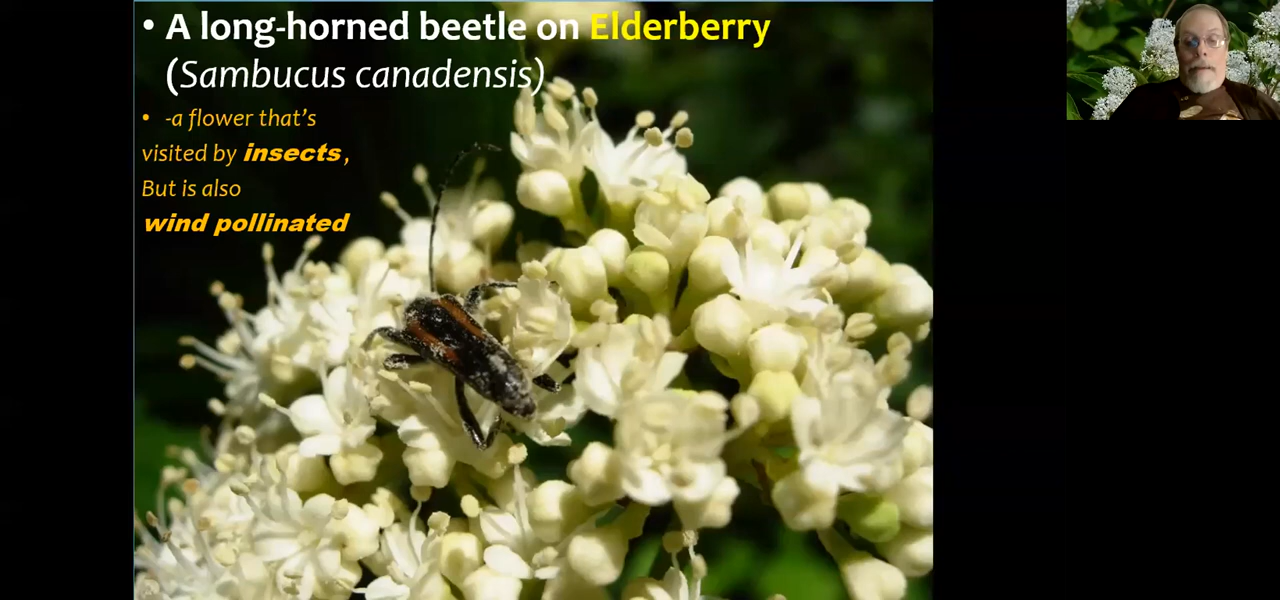 • A long-horned beetle on Elderberry
(Sambucus canadensis)
• -a flower that's
visited by insects,
But is also
wind pollinated